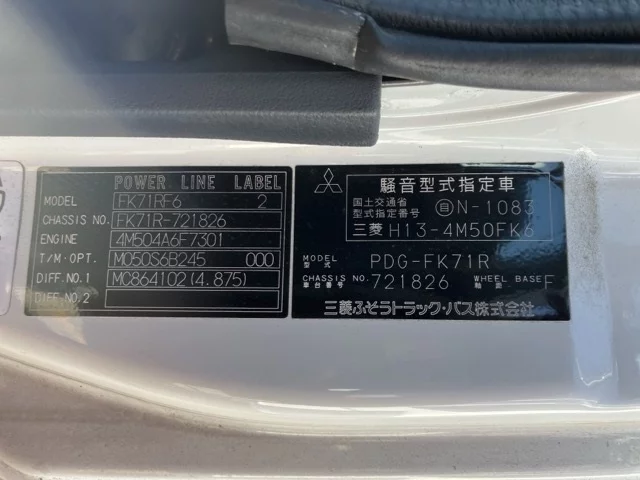 POWER LINE LABEL
MODEL FK71RF6 2
CHASSIS NO. FK71R-721826
ENGINE 4M504A6F7301
T/M·OPT. M050S6B245 000
DIFF.NO.1 MC864102(4.875)
DIFF.NO.2
騒音型式指定車
国土交通省
型式指定番号 自N-1083
三菱 H13-4M50FK6
MODEL 型式 PDG-FK71R
CHASSIS NO. 車台番号 721826 WHEEL BASE 軸距 F
三菱ふそうトラック・バス株式会社